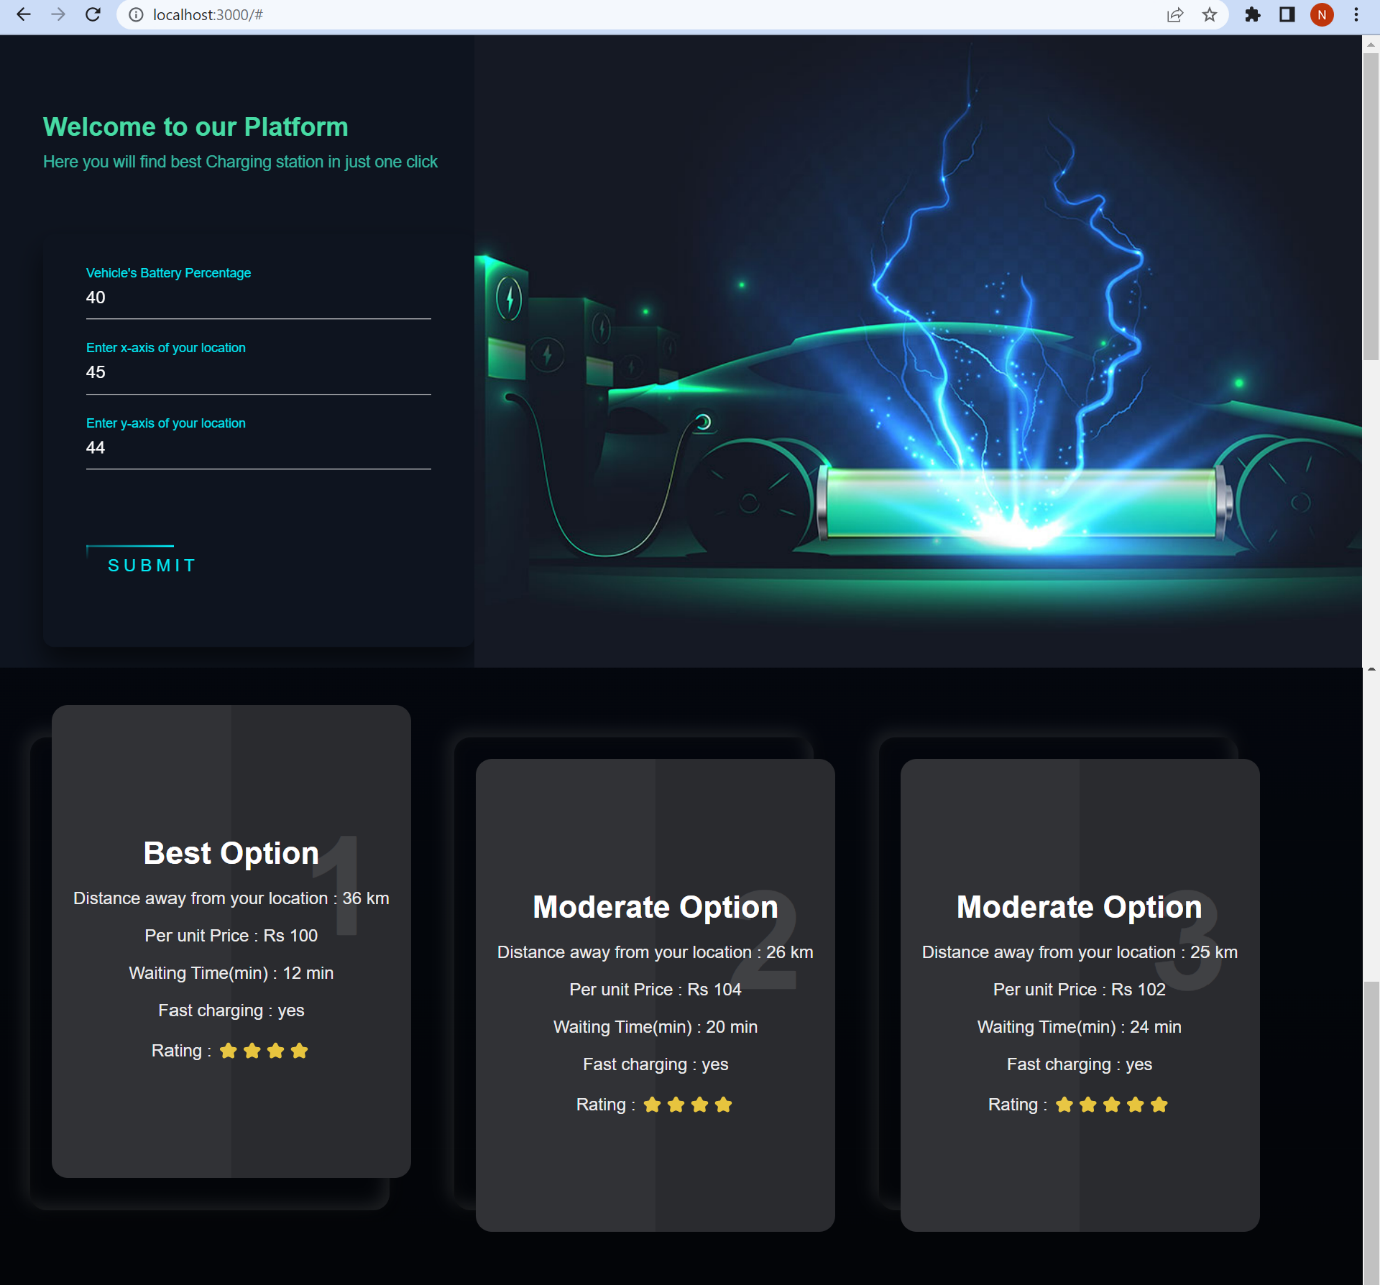 localhost:3000/#
N
Welcome to our Platform
Here you will find best Charging station in just one click
Vehicle's Battery Percentage
40
Enter x-axis of your location
45
Enter y-axis of your location
44
SUBMIT
1
Best Option
Distance away from your location : 36 km
Per unit Price : Rs 100
Waiting Time(min) : 12 min
Fast charging : yes
Rating :
2
Moderate Option
Distance away from your location : 26 km
Per unit Price : Rs 104
Waiting Time(min) : 20 min
Fast charging : yes
Rating :
3
Moderate Option
Distance away from your location : 25 km
Per unit Price : Rs 102
Waiting Time(min) : 24 min
Fast charging : yes
Rating :